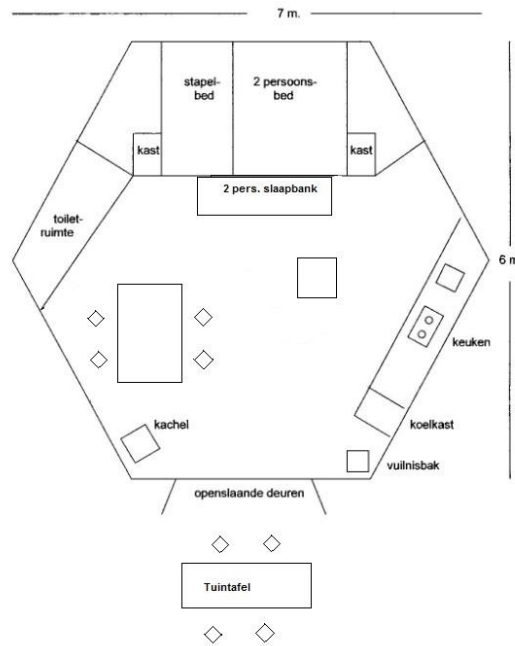 7 m.
stapel-
bed
2 persoons-
bed
kast
kast
2 pers. slaapbank
toilet-
ruimte
6 m
keuken
koelkast
kachel
vuilnisbak
openslaande deuren
Tuintafel